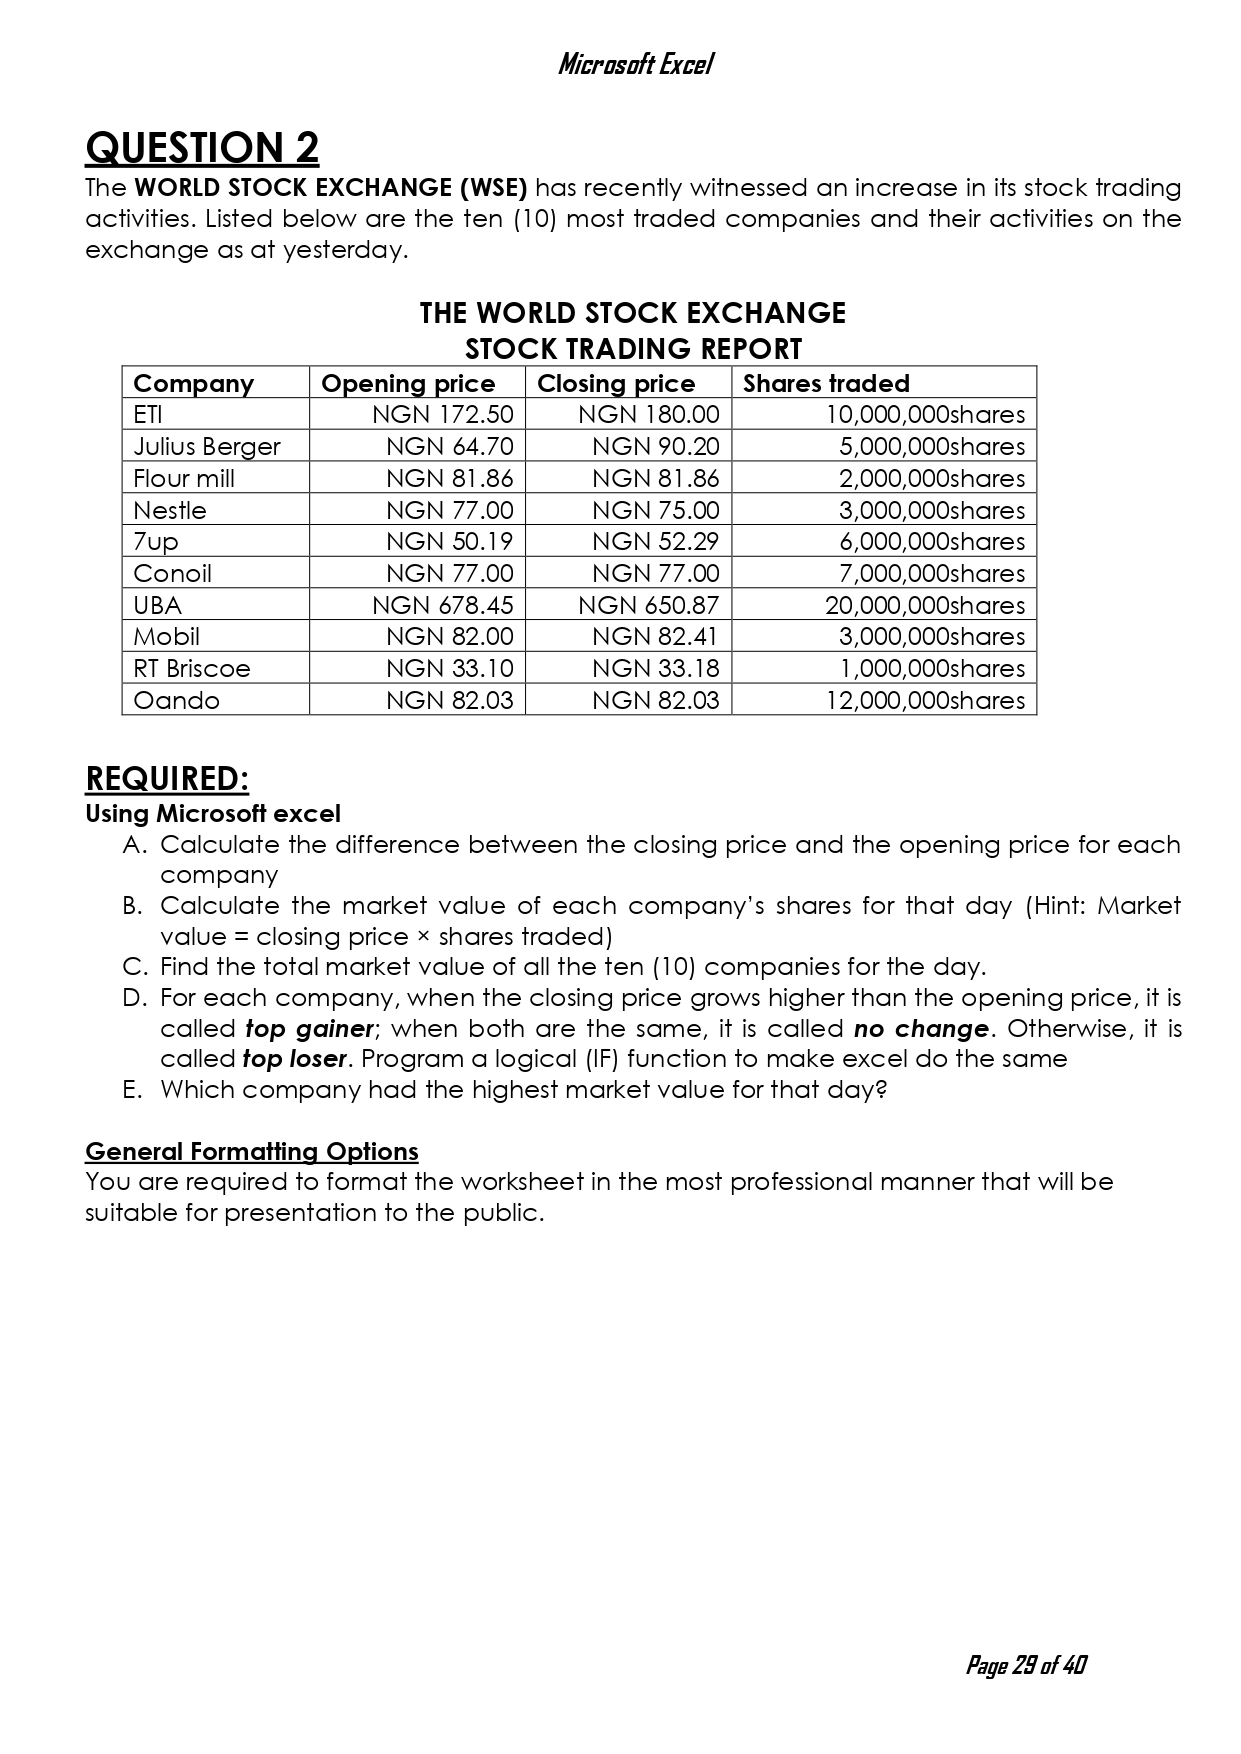 Microsoft Excel
QUESTION 2
The WORLD STOCK EXCHANGE (WSE) has recently witnessed an increase in its stock trading
activities. Listed below are the ten (10) most traded companies and their activities on the
exchange as at yesterday.
THE WORLD STOCK EXCHANGE
STOCK TRADING REPORT
Company Opening price Closing price Shares traded
ETI NGN 172.50 NGN 180.00 10,000,000shares
Julius Berger NGN 64.70 NGN 90.20 5,000,000shares
Flour mill NGN 81.86 NGN 81.86 2,000,000shares
Nestle NGN 77.00 NGN 75.00 3,000,000shares
7up NGN 50.19 NGN 52.29 6,000,000shares
Conoil NGN 77.00 NGN 77.00 7,000,000shares
UBA NGN 678.45 NGN 650.87 20,000,000shares
Mobil NGN 82.00 NGN 82.41 3,000,000shares
RT Briscoe NGN 33.10 NGN 33.18 1,000,000shares
Oando NGN 82.03 NGN 82.03 12,000,000shares
REQUIRED:
Using Microsoft excel
A. Calculate the difference between the closing price and the opening price for each
company
B. Calculate the market value of each company’s shares for that day (Hint: Market
value = closing price × shares traded)
C. Find the total market value of all the ten (10) companies for the day.
D. For each company, when the closing price grows higher than the opening price, it is
called top gainer; when both are the same, it is called no change. Otherwise, it is
called top loser. Program a logical (IF) function to make excel do the same
E. Which company had the highest market value for that day?
General Formatting Options
You are required to format the worksheet in the most professional manner that will be
suitable for presentation to the public.
Page 29 of 40